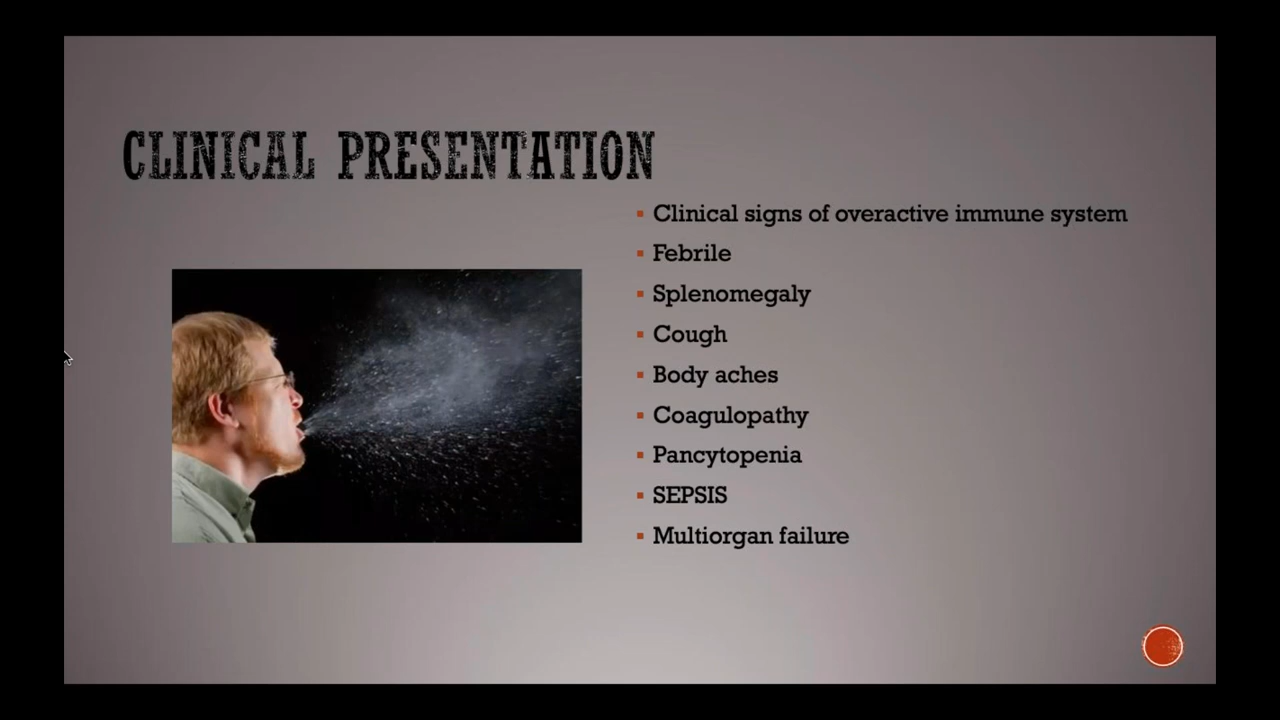 CLINICAL PRESENTATION
Clinical signs of overactive immune system
Febrile
Splenomegaly
Cough
Body aches
Coagulopathy
Pancytopenia
SEPSIS
Multiorgan failure